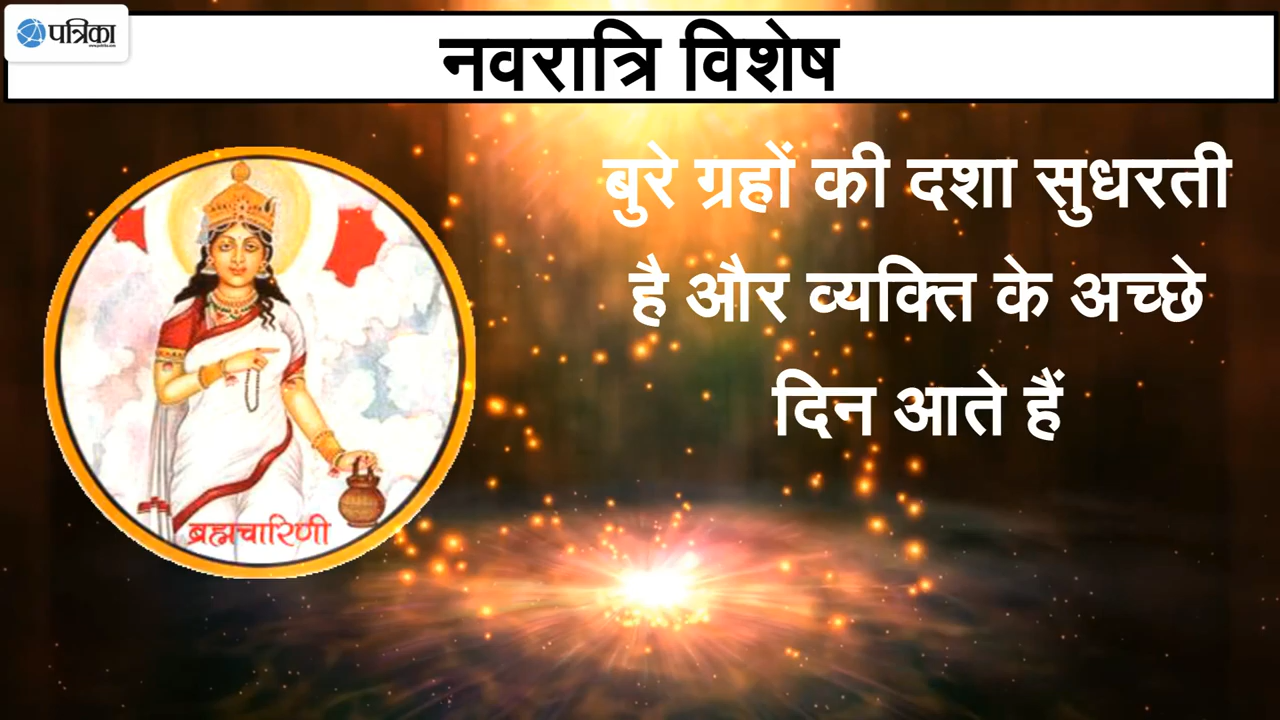 पत्रिका
नवरात्रि विशेष
बुरे ग्रहों की दशा सुधरती
है और व्यक्ति के अच्छे
दिन आते हैं
ब्रह्मचारिणी